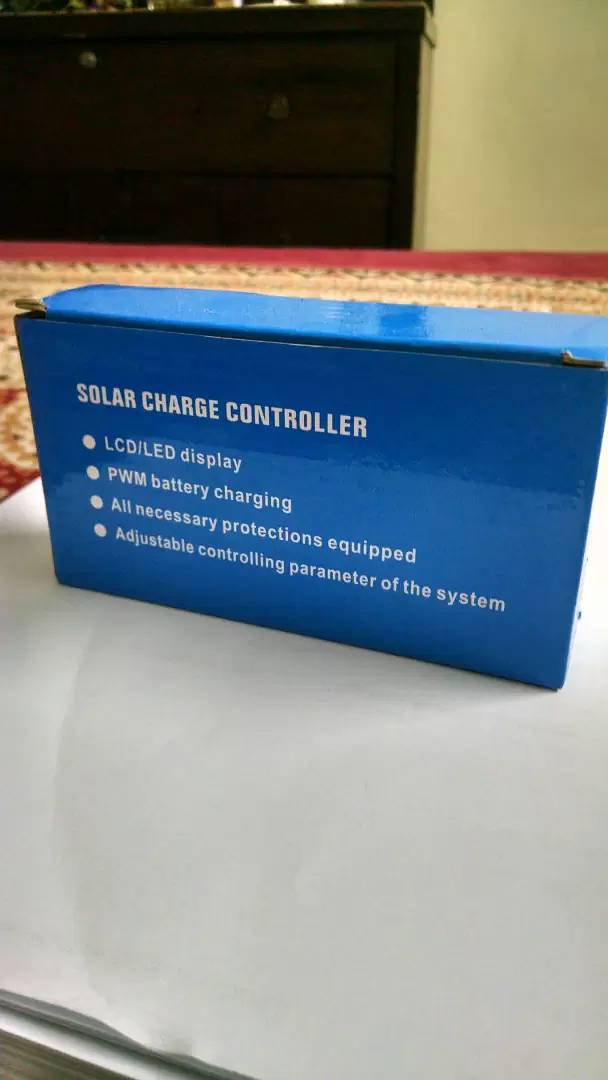 SOLAR CHARGE CONTROLLER
● LCD/LED display
● PWM battery charging
● All necessary protections equipped
● Adjustable controlling parameter of the system